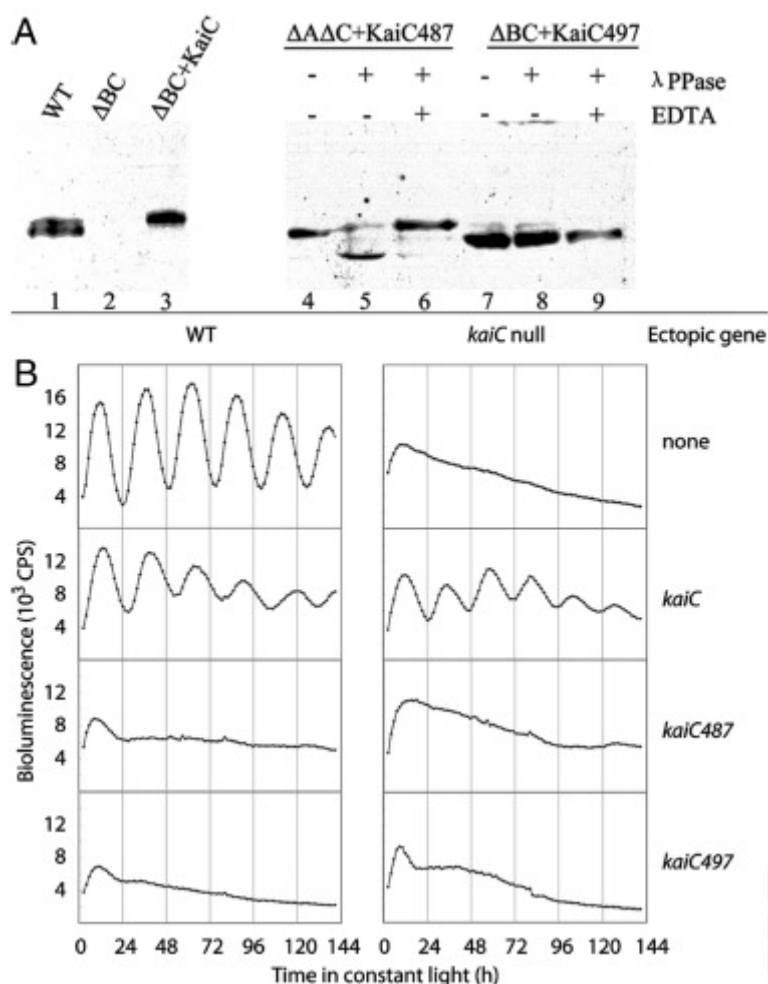 A
WT
ΔBC
ΔBC+KaiC
ΔAΔC+KaiC487
ΔBC+KaiC497
- + + - + + λ PPase
- - + - - + EDTA
1 2 3 4 5 6 7 8 9
WT kaiC null Ectopic gene
B
16
12
8
4
none
12
8
4
kaiC
12
8
4
kaiC487
12
8
4
kaiC497
Bioluminescence (10³ CPS)
0 24 48 72 96 120 144
0 24 48 72 96 120 144
Time in constant light (h)